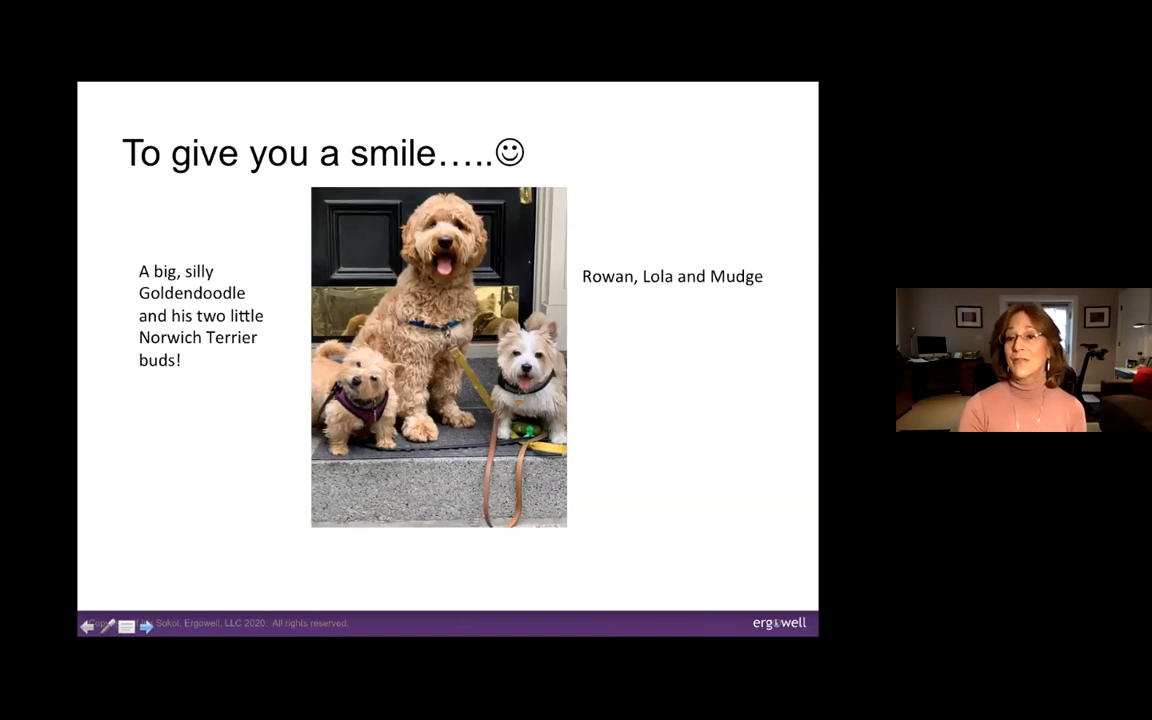 To give you a smile…..☺
A big, silly
Goldendoodle
and his two little
Norwich Terrier
buds!
Rowan, Lola and Mudge
Sokol, Ergowell, LLC 2020. All rights reserved.
ergowell